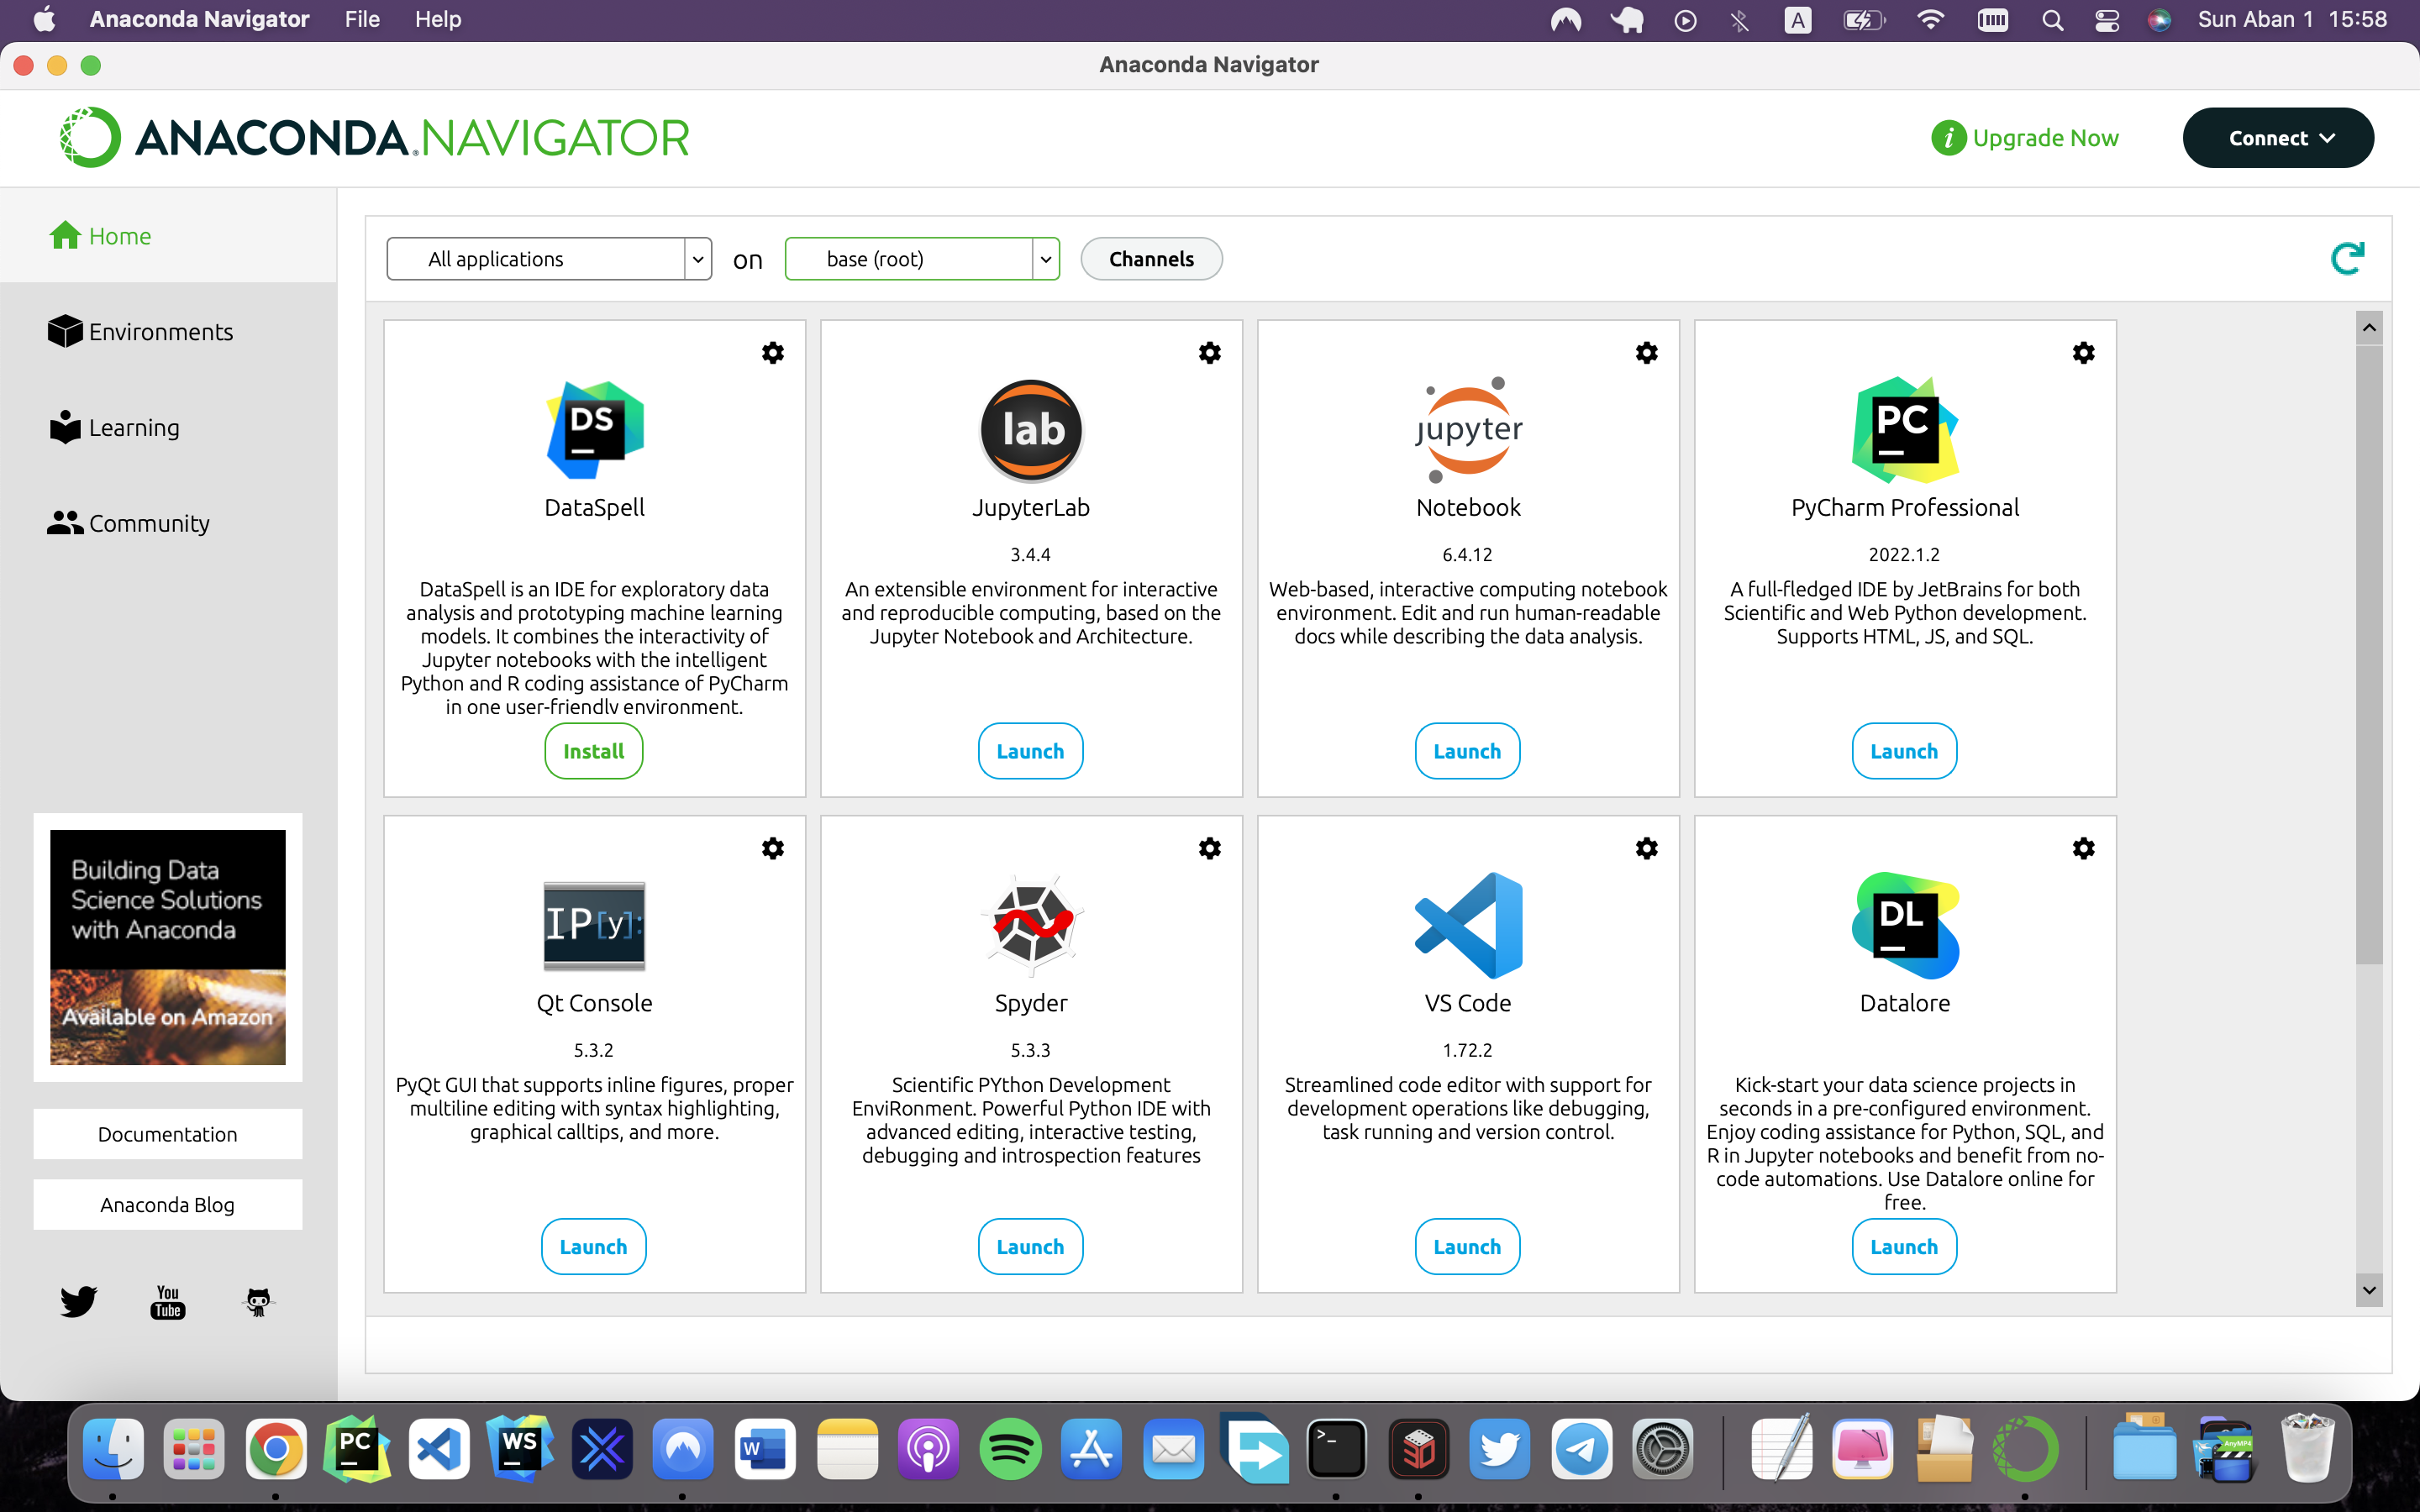 Anaconda Navigator File Help A Sun Aban 1 15:58
Anaconda Navigator
ANACONDA.NAVIGATOR
i Upgrade Now
Connect
Home
Environments
Learning
Community
All applications on base (root) Channels
DS
DataSpell
DataSpell is an IDE for exploratory data
analysis and prototyping machine learning
models. It combines the interactivity of
Jupyter notebooks with the intelligent
Python and R coding assistance of PyCharm
in one user-friendly environment.
Install
lab
JupyterLab
3.4.4
An extensible environment for interactive
and reproducible computing, based on the
Jupyter Notebook and Architecture.
Launch
jupyter
Notebook
6.4.12
Web-based, interactive computing notebook
environment. Edit and run human-readable
docs while describing the data analysis.
Launch
PC
PyCharm Professional
2022.1.2
A full-fledged IDE by JetBrains for both
Scientific and Web Python development.
Supports HTML, JS, and SQL.
Launch
IP[y]:
Qt Console
5.3.2
PyQt GUI that supports inline figures, proper
multiline editing with syntax highlighting,
graphical calltips, and more.
Launch
Spyder
5.3.3
Scientific PYthon Development
EnviRonment. Powerful Python IDE with
advanced editing, interactive testing,
debugging and introspection features
Launch
VS Code
1.72.2
Streamlined code editor with support for
development operations like debugging,
task running and version control.
Launch
DL
Datalore
Kick-start your data science projects in
seconds in a pre-configured environment.
Enjoy coding assistance for Python, SQL, and
R in Jupyter notebooks and benefit from no-
code automations. Use Datalore online for
free.
Launch
Building Data
Science Solutions
with Anaconda
Available on Amazon
Documentation
Anaconda Blog
You
Tube
PC
WS
W
>_
3D
AnyMP4